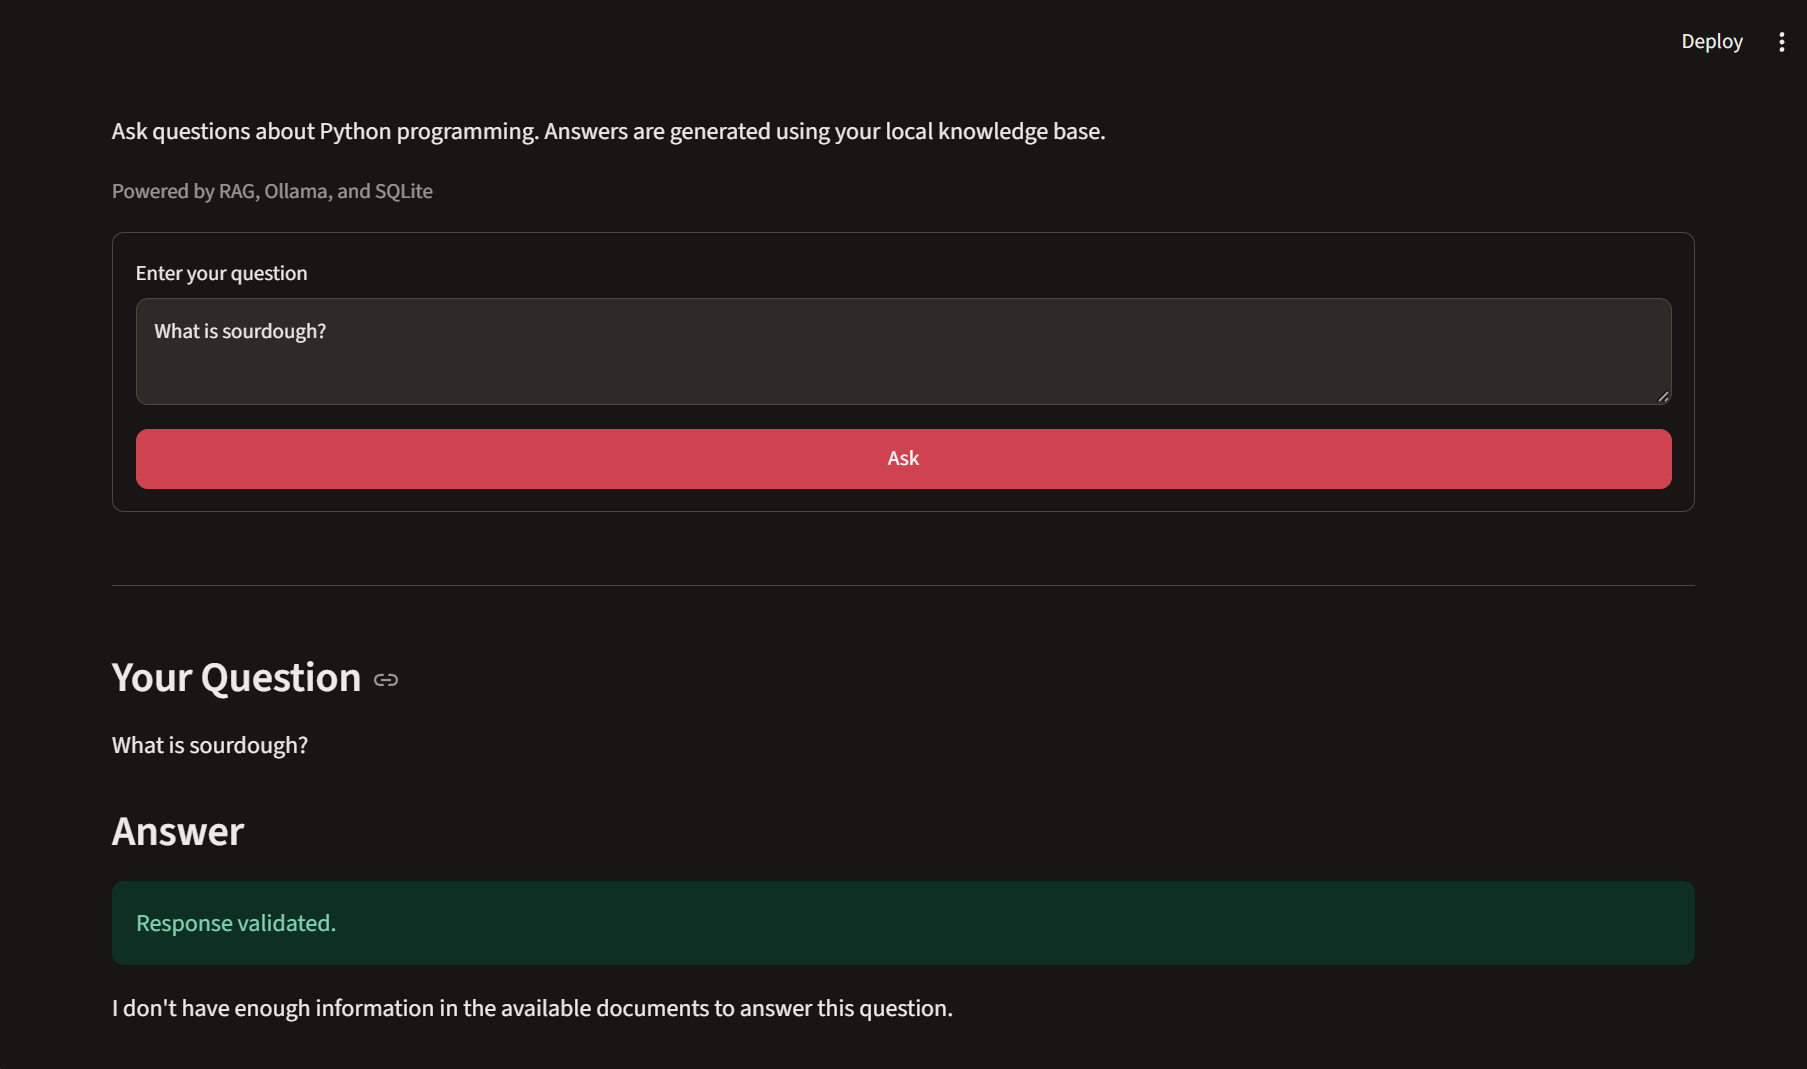 Deploy
Ask questions about Python programming. Answers are generated using your local knowledge base.
Powered by RAG, Ollama, and SQLite
Enter your question
What is sourdough?
Ask
Your Question
What is sourdough?
Answer
Response validated.
I don't have enough information in the available documents to answer this question.